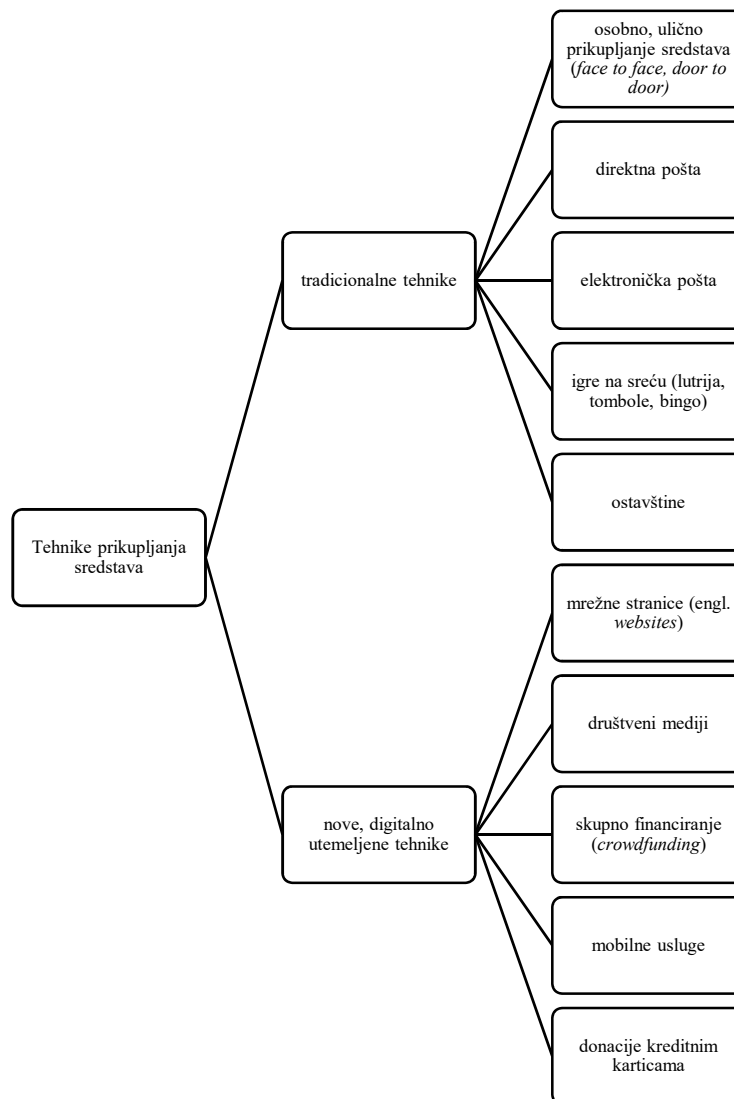 Tehnike prikupljanja
sredstava
tradicionalne tehnike
osobno, ulično
prikupljanje sredstava
(face to face, door to
door)
direktna pošta
elektronička pošta
igre na sreću (lutrija,
tombole, bingo)
ostavštine
nove, digitalno
utemeljene tehnike
mrežne stranice (engl.
websites)
društveni mediji
skupno financiranje
(crowdfunding)
mobilne usluge
donacije kreditnim
karticama